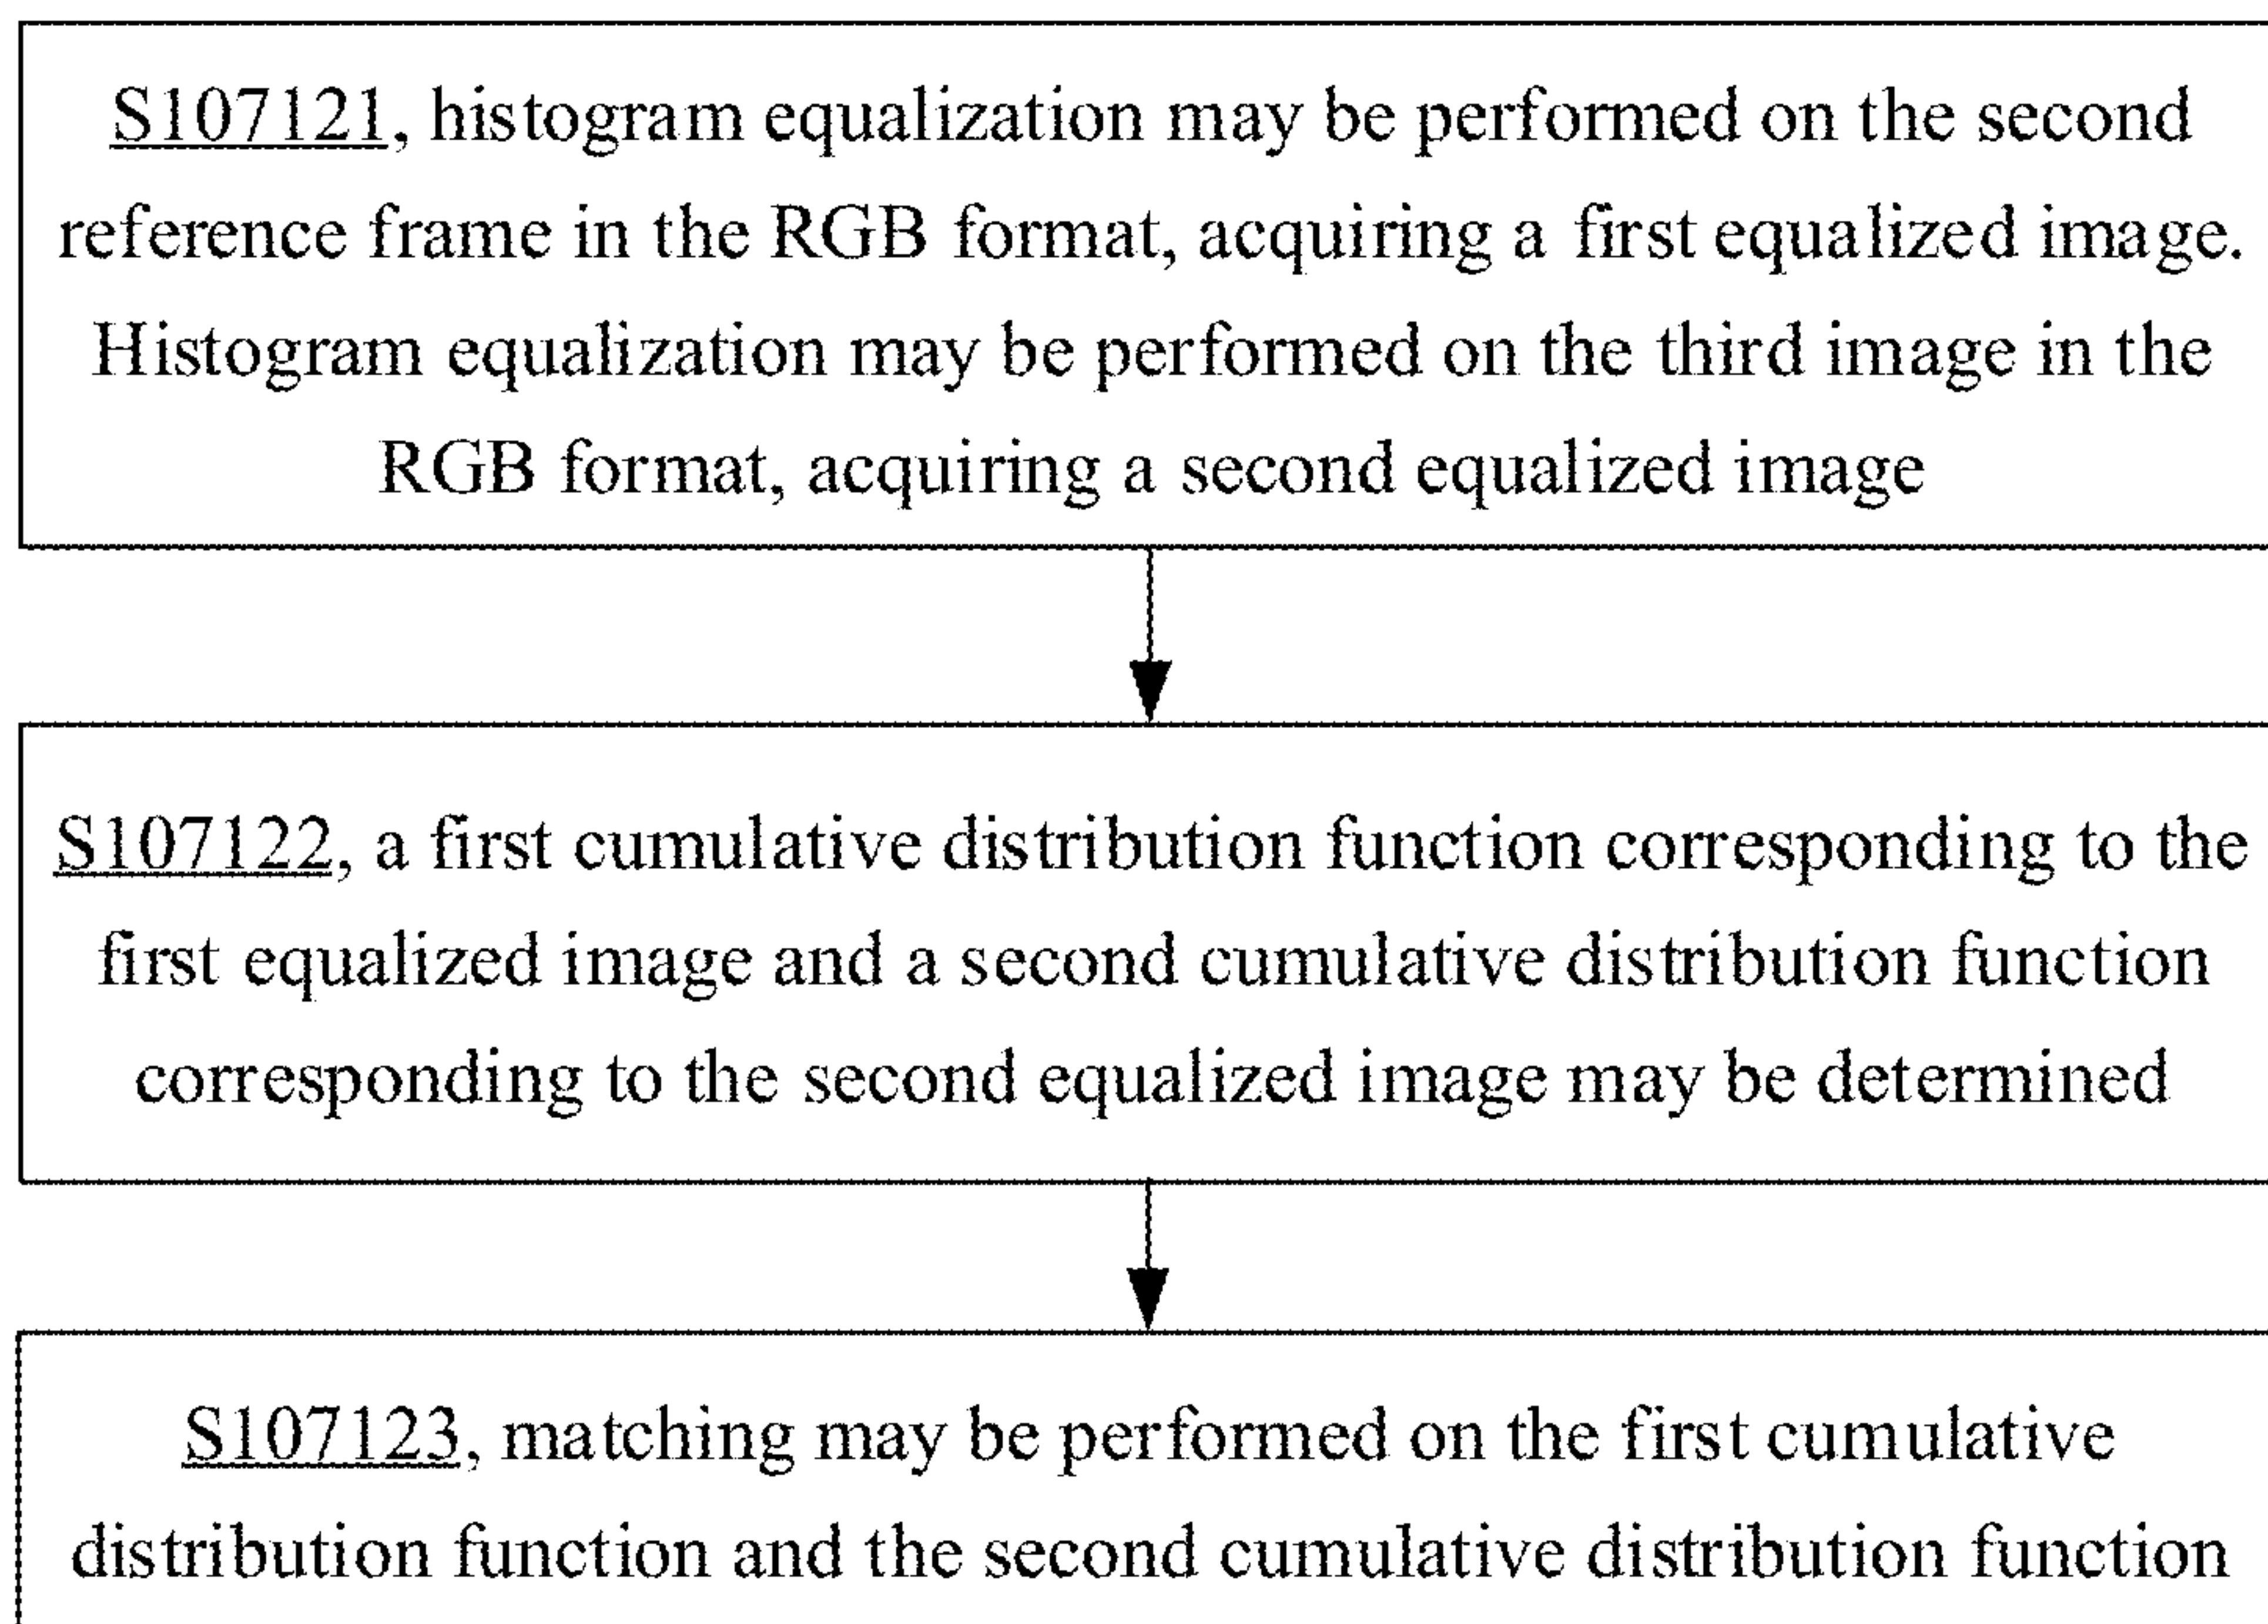 S107121, histogram equalization may be performed on the second
reference frame in the RGB format, acquiring a first equalized image.
Histogram equalization may be performed on the third image in the
RGB format, acquiring a second equalized image
S107122, a first cumulative distribution function corresponding to the
first equalized image and a second cumulative distribution function
corresponding to the second equalized image may be determined
S107123, matching may be performed on the first cumulative
distribution function and the second cumulative distribution function